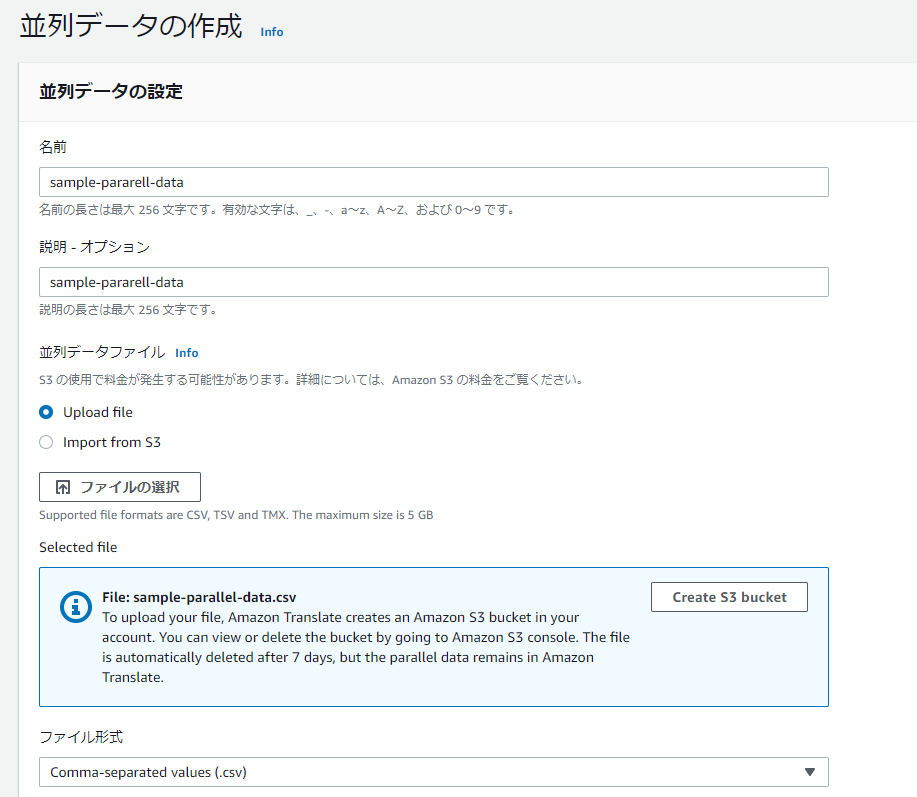 並列データの作成 Info
並列データの設定
名前
sample-pararell-data
名前の長さは最大 256 文字です。有効な文字は、_、-、a～z、A～Z、および 0～9 です。
説明 - オプション
sample-pararell-data
説明の長さは最大 256 文字です。
並列データファイル Info
S3 の使用で料金が発生する可能性があります。詳細については、Amazon S3 の料金をご覧ください。
Upload file
Import from S3
ファイルの選択
Supported file formats are CSV, TSV and TMX. The maximum size is 5 GB
Selected file
File: sample-parallel-data.csv
Create S3 bucket
To upload your file, Amazon Translate creates an Amazon S3 bucket in your
account. You can view or delete the bucket by going to Amazon S3 console. The file
is automatically deleted after 7 days, but the parallel data remains in Amazon
Translate.
ファイル形式
Comma-separated values (.csv)